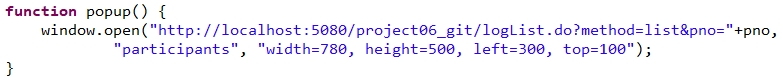 function popup() {
    window.open("http://localhost:5080/project06_git/logList.do?method=list&pno="+pno,
            "participants", "width=780, height=500, left=300, top=100");
}